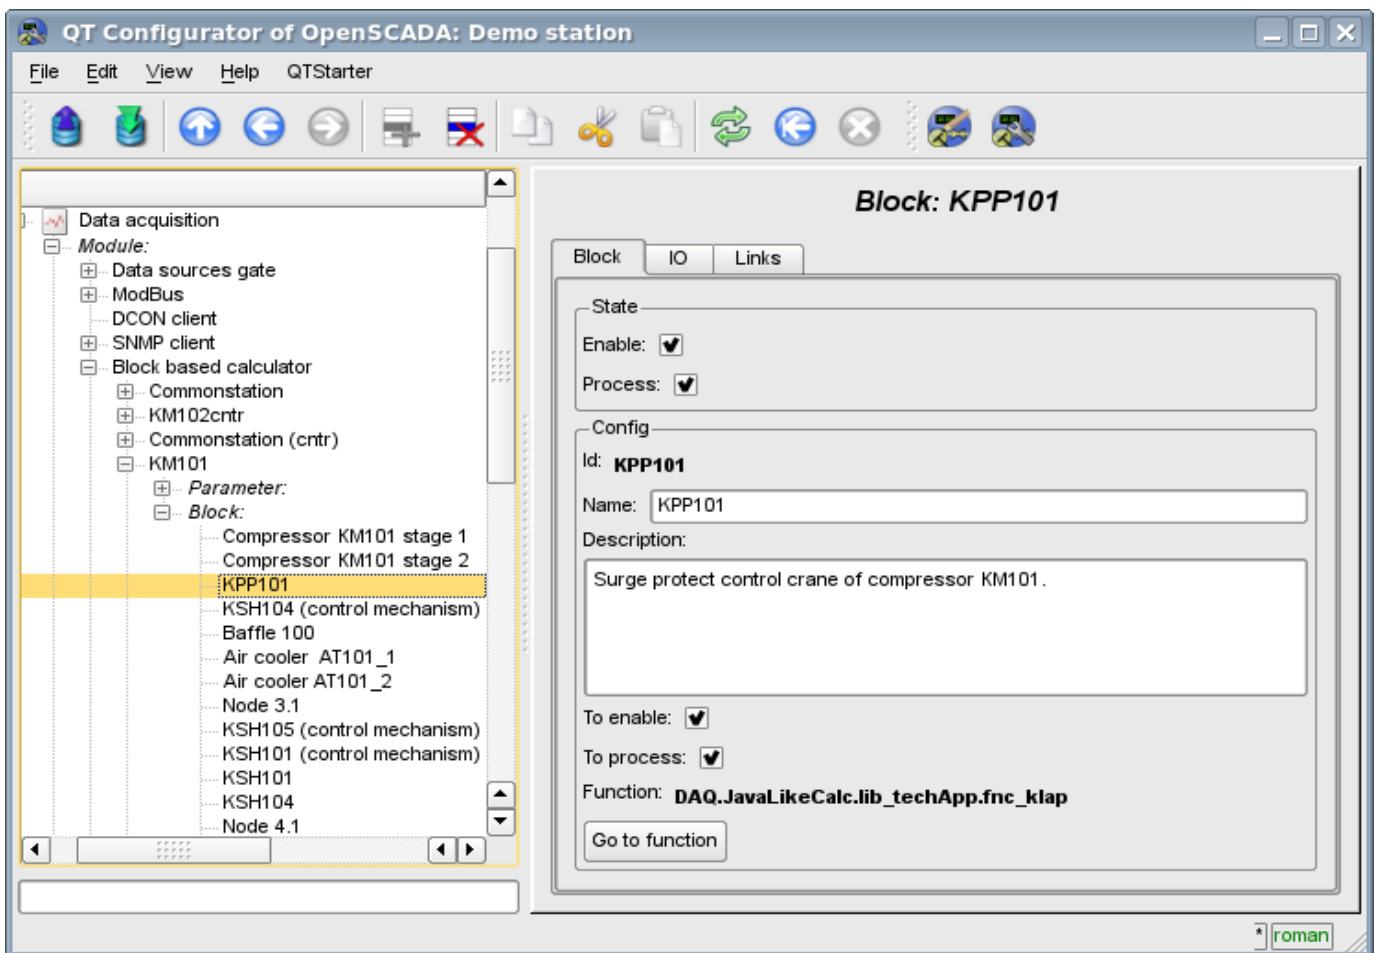 QT Configurator of OpenSCADA: Demo station
File Edit View Help QTStarter
Data acquisition
Module:
Data sources gate
ModBus
DCON client
SNMP client
Block based calculator
Commonstation
KM102cntr
Commonstation (cntr)
KM101
Parameter:
Block:
Compressor KM101 stage 1
Compressor KM101 stage 2
KPP101
KSH104 (control mechanism)
Baffle 100
Air cooler  AT101_1
Air cooler AT101_2
Node 3.1
KSH105 (control mechanism)
KSH101 (control mechanism)
KSH101
KSH104
Node 4.1
Block: KPP101
Block IO Links
State
Enable:
Process:
Config
Id: KPP101
Name: KPP101
Description:
Surge protect control crane of compressor KM101.
To enable:
To process:
Function: DAQ.JavaLikeCalc.lib_techApp.fnc_klap
Go to function
* roman